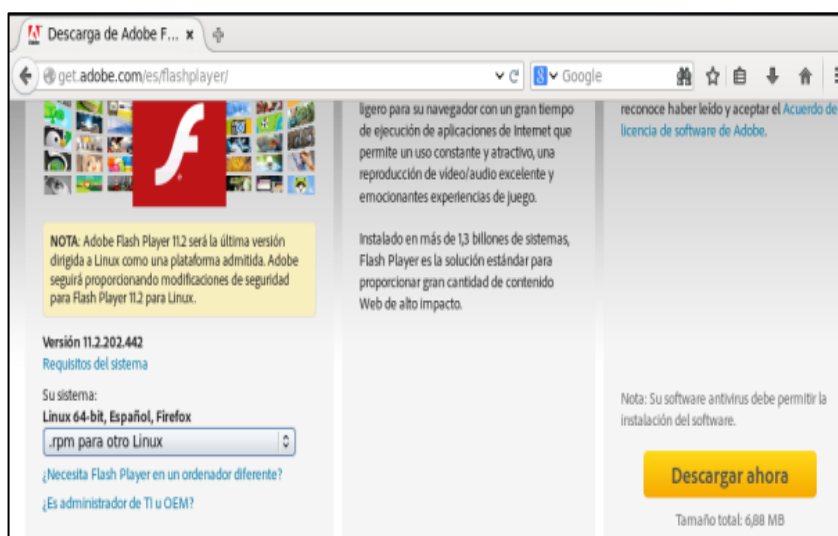 Descarga de Adobe F...
get.adobe.com/es/flashplayer/
Google
NOTA: Adobe Flash Player 11.2 será la última versión
dirigida a Linux como una plataforma admitida. Adobe
seguirá proporcionando modificaciones de seguridad
para Flash Player 11.2 para Linux.
Versión 11.2.202.442
Requisitos del sistema
Su sistema:
Linux 64-bit, Español, Firefox
.rpm para otro Linux
¿Necesita Flash Player en un ordenador diferente?
¿Es administrador de TI u OEM?
ligero para su navegador con un gran tiempo
de ejecución de aplicaciones de Internet que
permite un uso constante y atractivo, una
reproducción de vídeo/audio excelente y
emocionantes experiencias de juego.
Instalado en más de 1,3 billones de sistemas,
Flash Player es la solución estándar para
proporcionar gran cantidad de contenido
Web de alto impacto.
reconoce haber leído y aceptar el Acuerdo de
licencia de software de Adobe.
Nota: Su software antivirus debe permitir la
instalación del software.
Descargar ahora
Tamaño total: 6,88 MB